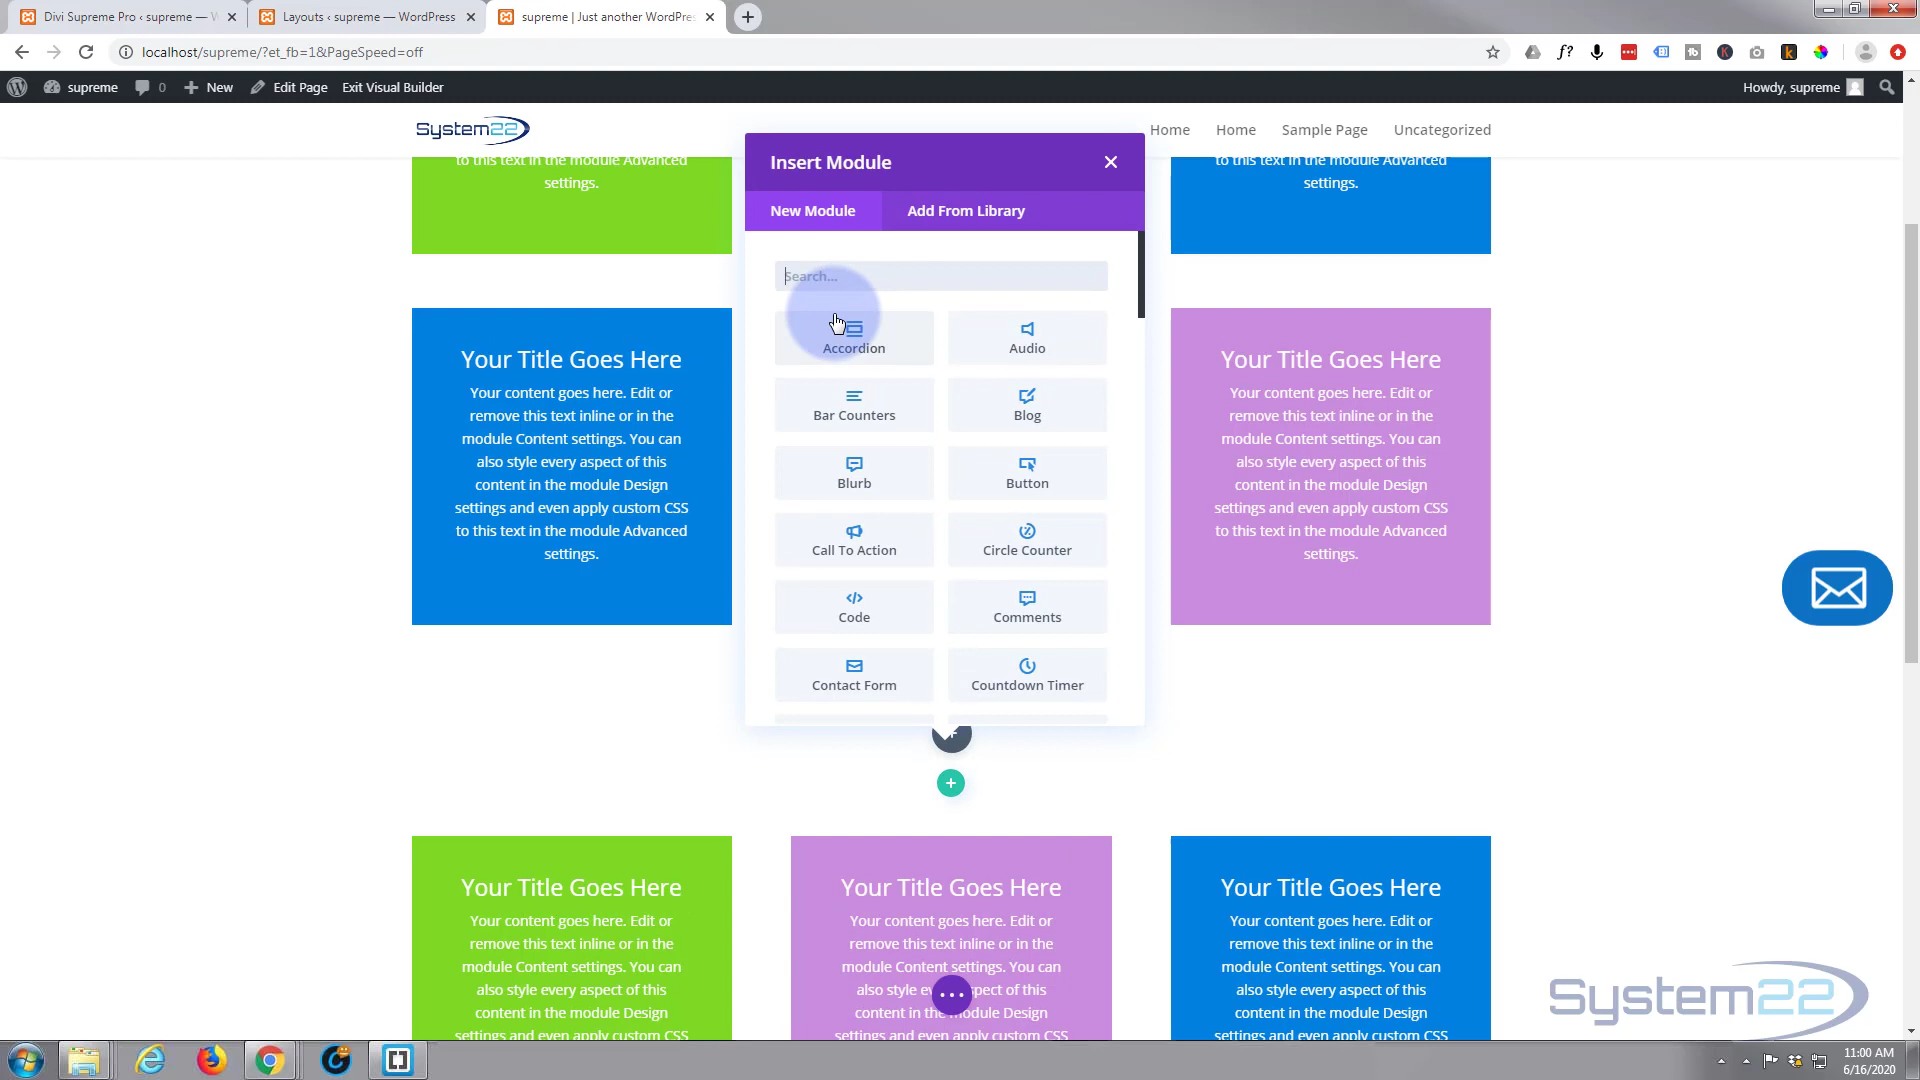 Divi Supreme Pro ‹ supreme — W
Layouts ‹ supreme — WordPress
supreme | Just another WordPres
localhost/supreme/?et_fb=1&PageSpeed=off
supreme
0
New
Edit Page
Exit Visual Builder
Howdy, supreme
System22
Home
Home
Sample Page
Uncategorized
to this text in the module Advanced
settings.
to this text in the module Advanced
settings.
Insert Module
New Module
Add From Library
Search...
Accordion
Audio
Bar Counters
Blog
Blurb
Button
Call To Action
Circle Counter
Code
Comments
Contact Form
Countdown Timer
Your Title Goes Here
Your content goes here. Edit or
remove this text inline or in the
module Content settings. You can
also style every aspect of this
content in the module Design
settings and even apply custom CSS
to this text in the module Advanced
settings.
Your Title Goes Here
Your content goes here. Edit or
remove this text inline or in the
module Content settings. You can
also style every aspect of this
content in the module Design
settings and even apply custom CSS
to this text in the module Advanced
settings.
Your Title Goes Here
Your content goes here. Edit or
remove this text inline or in the
module Content settings. You can
also style every aspect of this
content in the module Design
settings and even apply custom CSS
Your Title Goes Here
Your content goes here. Edit or
remove this text inline or in the
module Content settings. You can
also style every aspect of this
content in the module Design
settings and even apply custom CSS
Your Title Goes Here
Your content goes here. Edit or
remove this text inline or in the
module Content settings. You can
also style every aspect of this
content in the module Design
settings and even apply custom CSS
System22
11:00 AM
6/16/2020